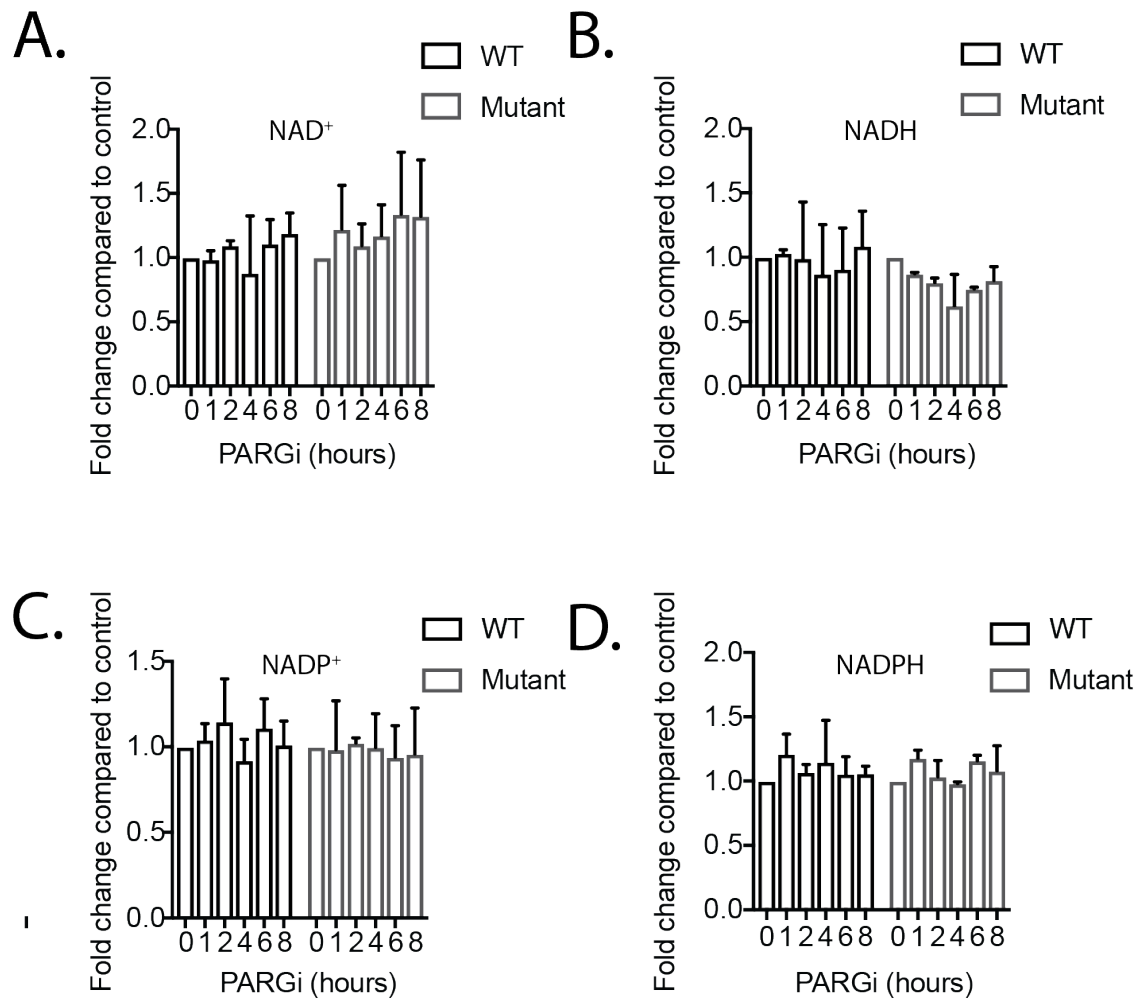 A.
WT
Mutant
NAD⁺
Fold change compared to control
2.0
1.5
1.0
0.5
0.0
0 1 2 4 6 8 0 1 2 4 6 8
PARGi (hours)
B.
WT
Mutant
NADH
Fold change compared to control
2.0
1.5
1.0
0.5
0.0
0 1 2 4 6 8 0 1 2 4 6 8
PARGi (hours)
C.
WT
Mutant
NADP⁺
Fold change compared to control
1.5
1.0
0.5
0.0
0 1 2 4 6 8 0 1 2 4 6 8
PARGi (hours)
D.
WT
Mutant
NADPH
Fold change compared to control
2.0
1.5
1.0
0.5
0.0
0 1 2 4 6 8 0 1 2 4 6 8
PARGi (hours)